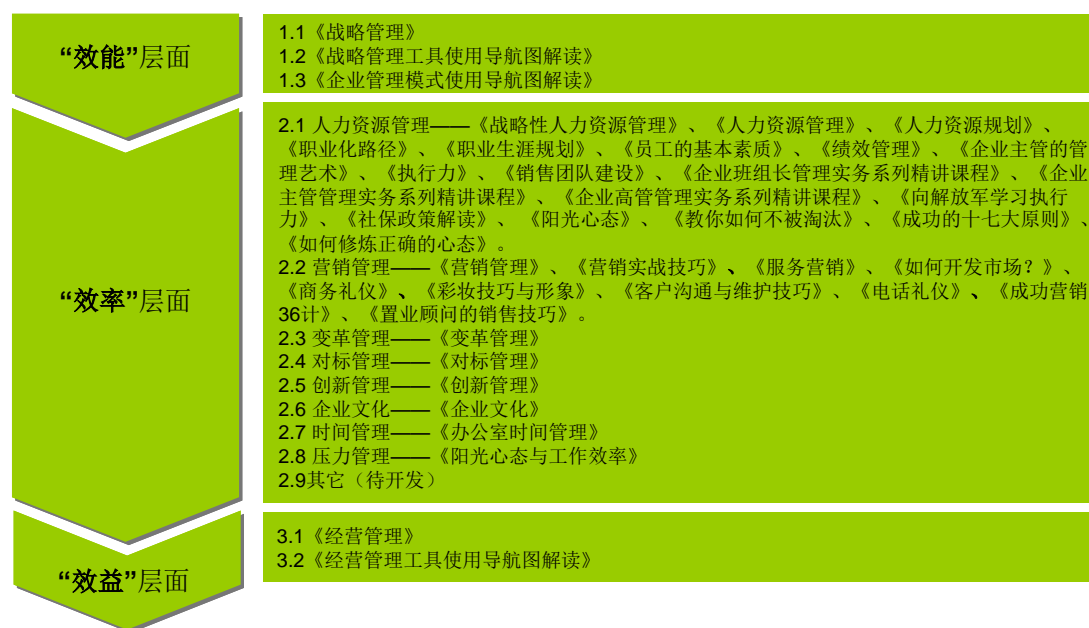 “效能”层面
1.1《战略管理》
1.2《战略管理工具使用导航图解读》
1.3《企业管理模式使用导航图解读》
“效率”层面
2.1 人力资源管理——《战略性人力资源管理》、《人力资源管理》、《人力资源规划》、
《职业化路径》、《职业生涯规划》、《员工的基本素质》、《绩效管理》、《企业主管的管
理艺术》、《执行力》、《销售团队建设》、《企业班组长管理实务系列精讲课程》、《企业
主管管理实务系列精讲课程》、《企业高管管理实务系列精讲课程》、《向解放军学习执行
力》、《社保政策解读》、《阳光心态》、《教你如何不被淘汰》、《成功的十七大原则》、
《如何修炼正确的心态》。
2.2 营销管理——《营销管理》、《营销实战技巧》、《服务营销》、《如何开发市场？》、
《商务礼仪》、《彩妆技巧与形象》、《客户沟通与维护技巧》、《电话礼仪》、《成功营销
36计》、《置业顾问的销售技巧》。
2.3 变革管理——《变革管理》
2.4 对标管理——《对标管理》
2.5 创新管理——《创新管理》
2.6 企业文化——《企业文化》
2.7 时间管理——《办公室时间管理》
2.8 压力管理——《阳光心态与工作效率》
2.9其它（待开发）
“效益”层面
3.1《经营管理》
3.2《经营管理工具使用导航图解读》